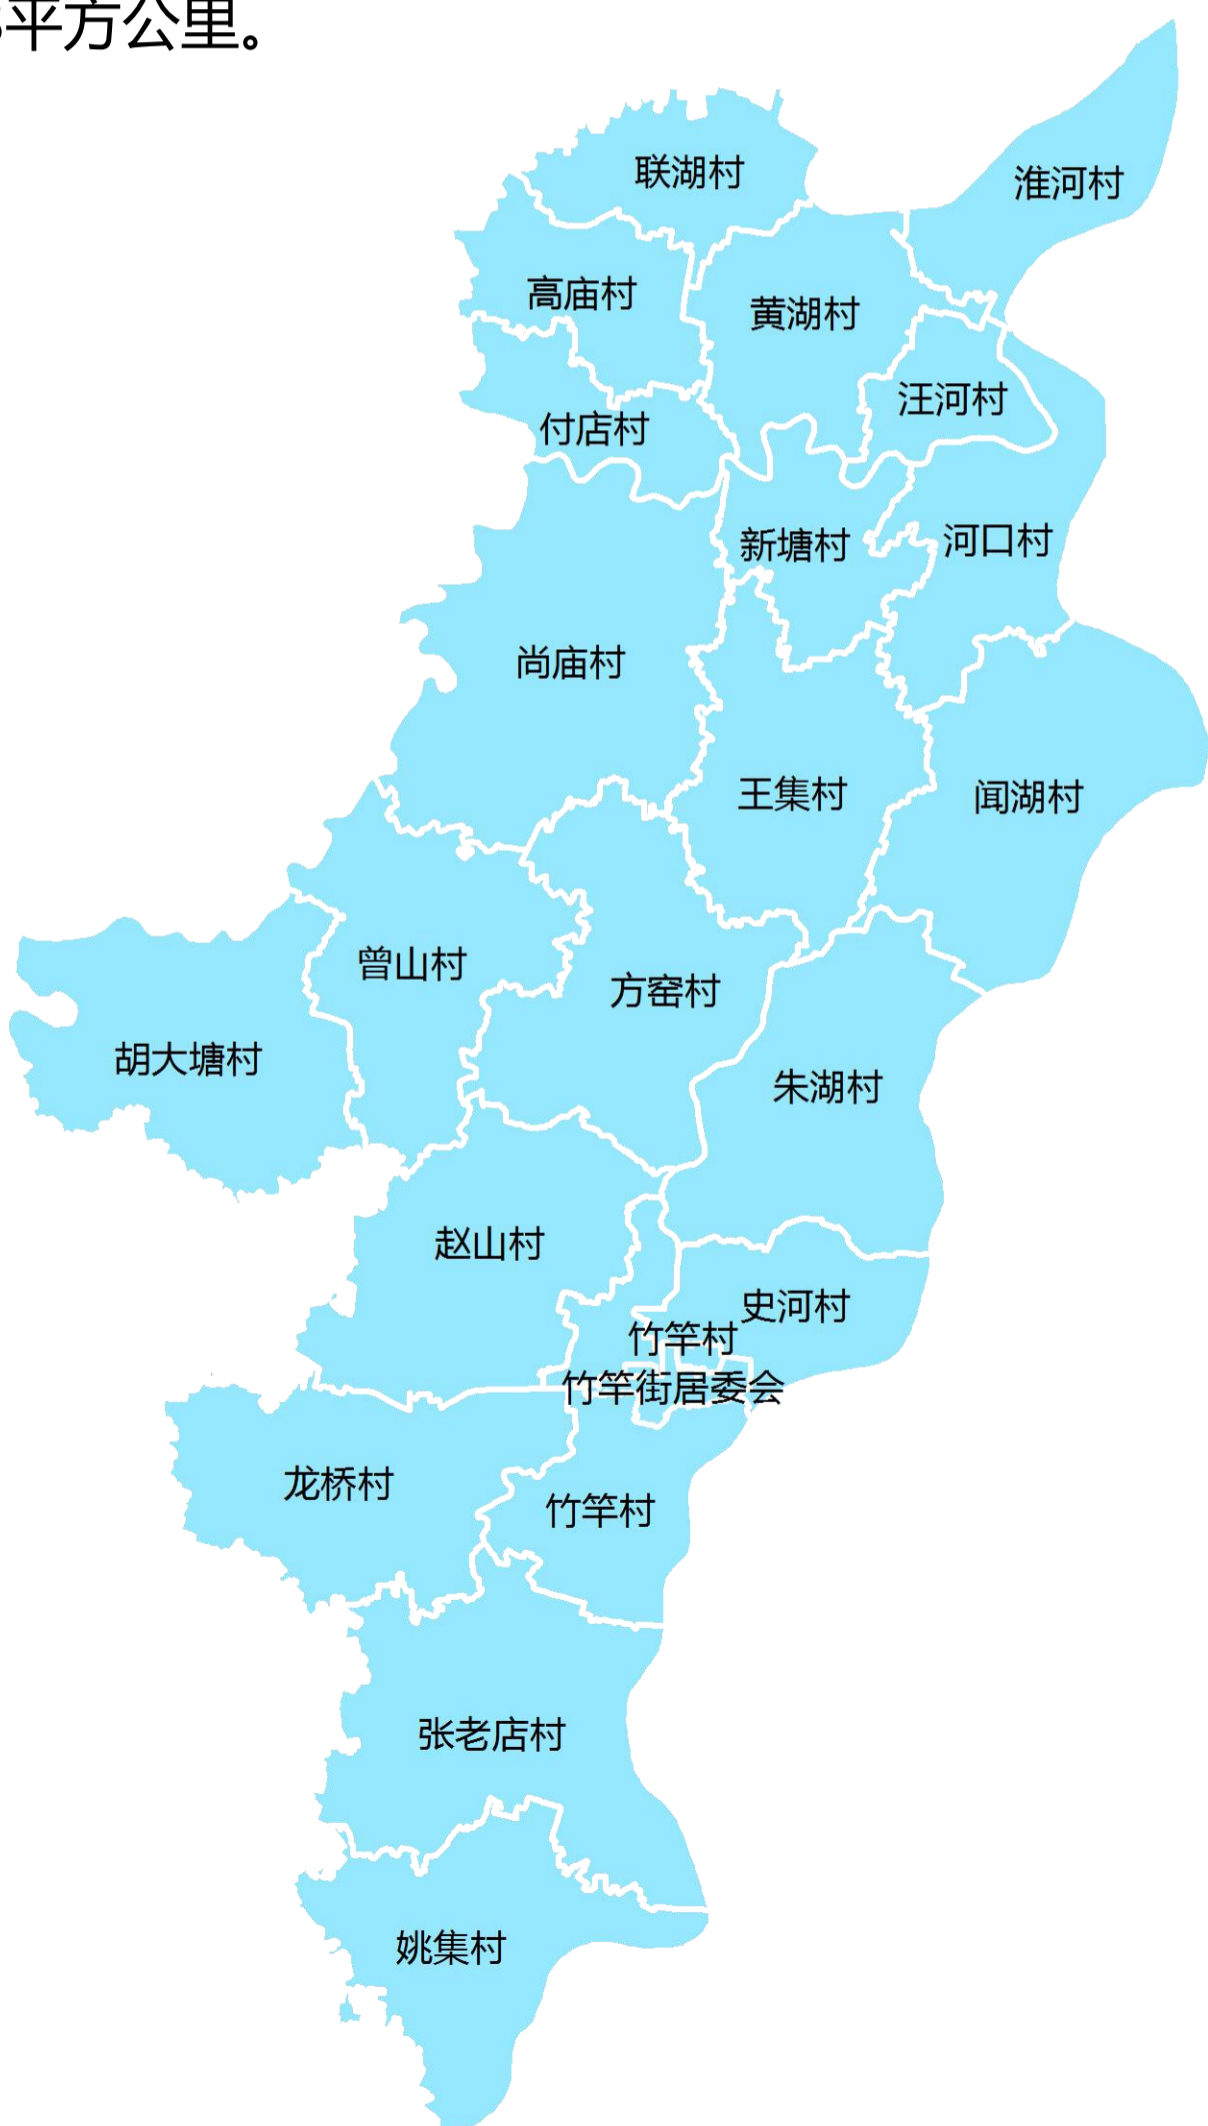 平方公里。
联湖村
淮河村
高庙村
黄湖村
汪河村
付店村
新塘村
河口村
尚庙村
王集村
闻湖村
曾山村
方窑村
胡大塘村
朱湖村
赵山村
史河村
竹竿村
竹竿街居委会
龙桥村
竹竿村
张老店村
姚集村